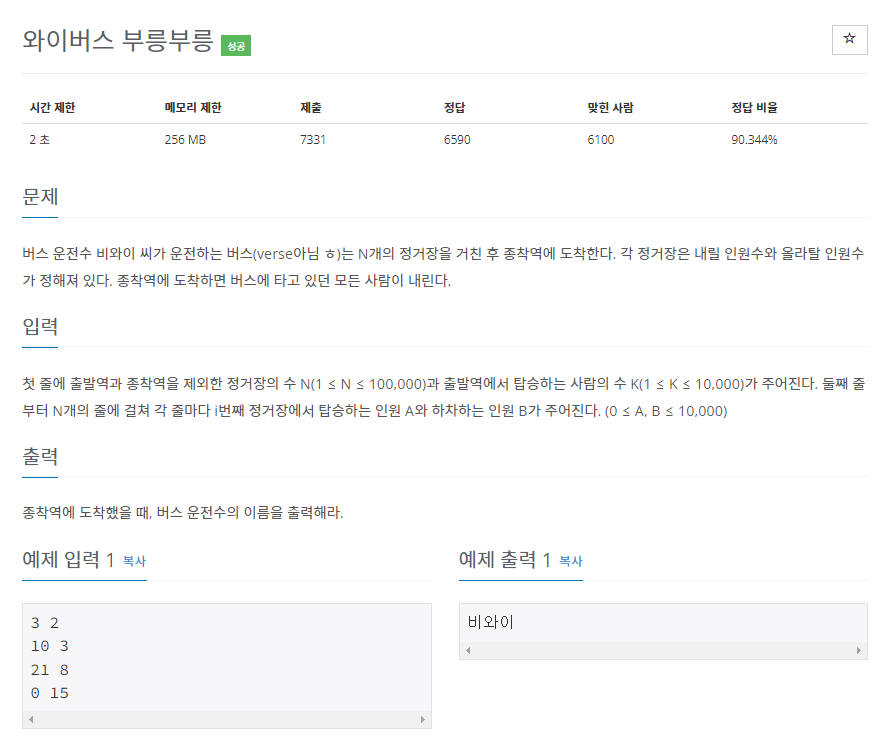 와이버스 부릉부릉 성공
☆
시간 제한 메모리 제한 제출 정답 맞힌 사람 정답 비율
2 초 256 MB 7331 6590 6100 90.344%
문제
버스 운전수 비와이 씨가 운전하는 버스(verse아님 ㅎ)는 N개의 정거장을 거친 후 종착역에 도착한다. 각 정거장은 내릴 인원수와 올라탈 인원수
가 정해져 있다. 종착역에 도착하면 버스에 타고 있던 모든 사람이 내린다.
입력
첫 줄에 출발역과 종착역을 제외한 정거장의 수 N(1 ≤ N ≤ 100,000)과 출발역에서 탑승하는 사람의 수 K(1 ≤ K ≤ 10,000)가 주어진다. 둘째 줄
부터 N개의 줄에 걸쳐 각 줄마다 i번째 정거장에서 탑승하는 인원 A와 하차하는 인원 B가 주어진다. (0 ≤ A, B ≤ 10,000)
출력
종착역에 도착했을 때, 버스 운전수의 이름을 출력해라.
예제 입력 1 복사
3 2
10 3
21 8
0 15
예제 출력 1 복사
비와이